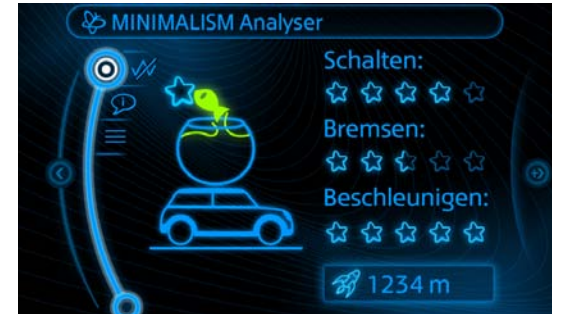 MINIMALISM Analyser
Schalten:
Bremsen:
Beschleunigen:
1234 m